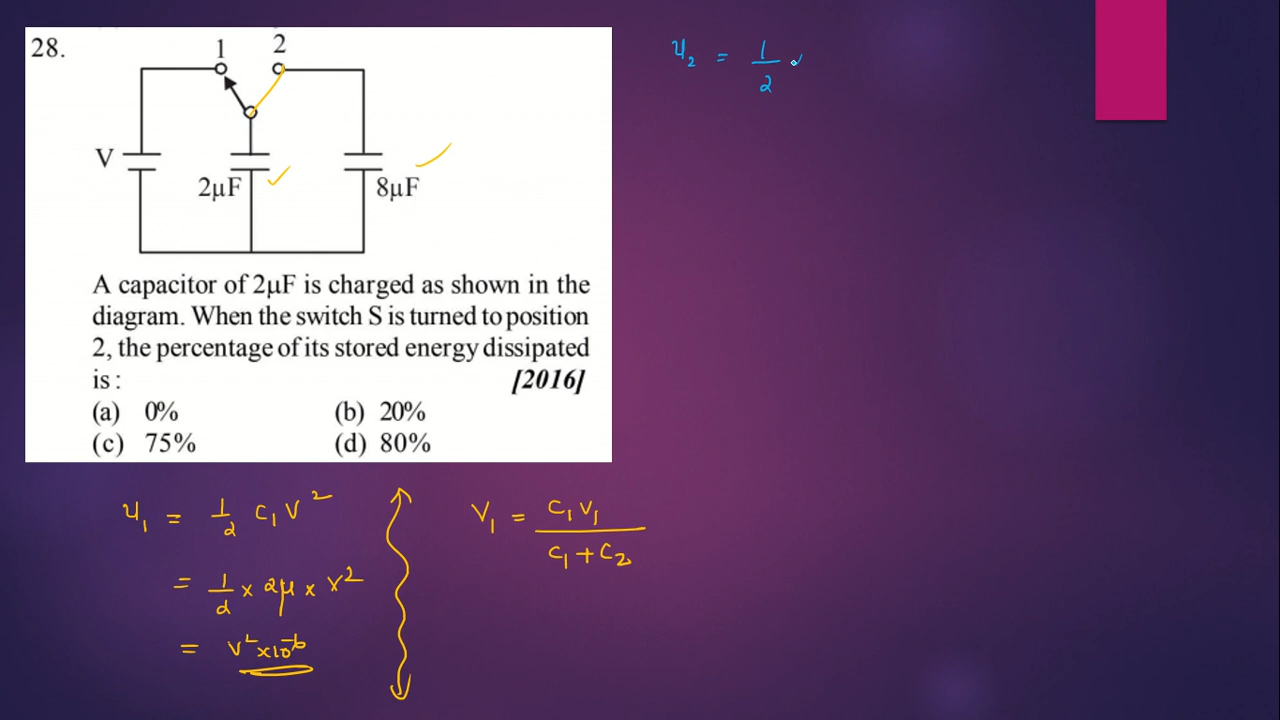 28.
1
2
V
2µF
8µF
A capacitor of 2µF is charged as shown in the
diagram. When the switch S is turned to position
2, the percentage of its stored energy dissipated
is :
[2016]
(a) 0%
(b) 20%
(c) 75%
(d) 80%
U₁ = 1/2 C₁V²
= 1/2 × 2µ × V²
= V²×10⁻⁶
V₁ = C₁V₁/C₁+C₂
U₂ = 1/2